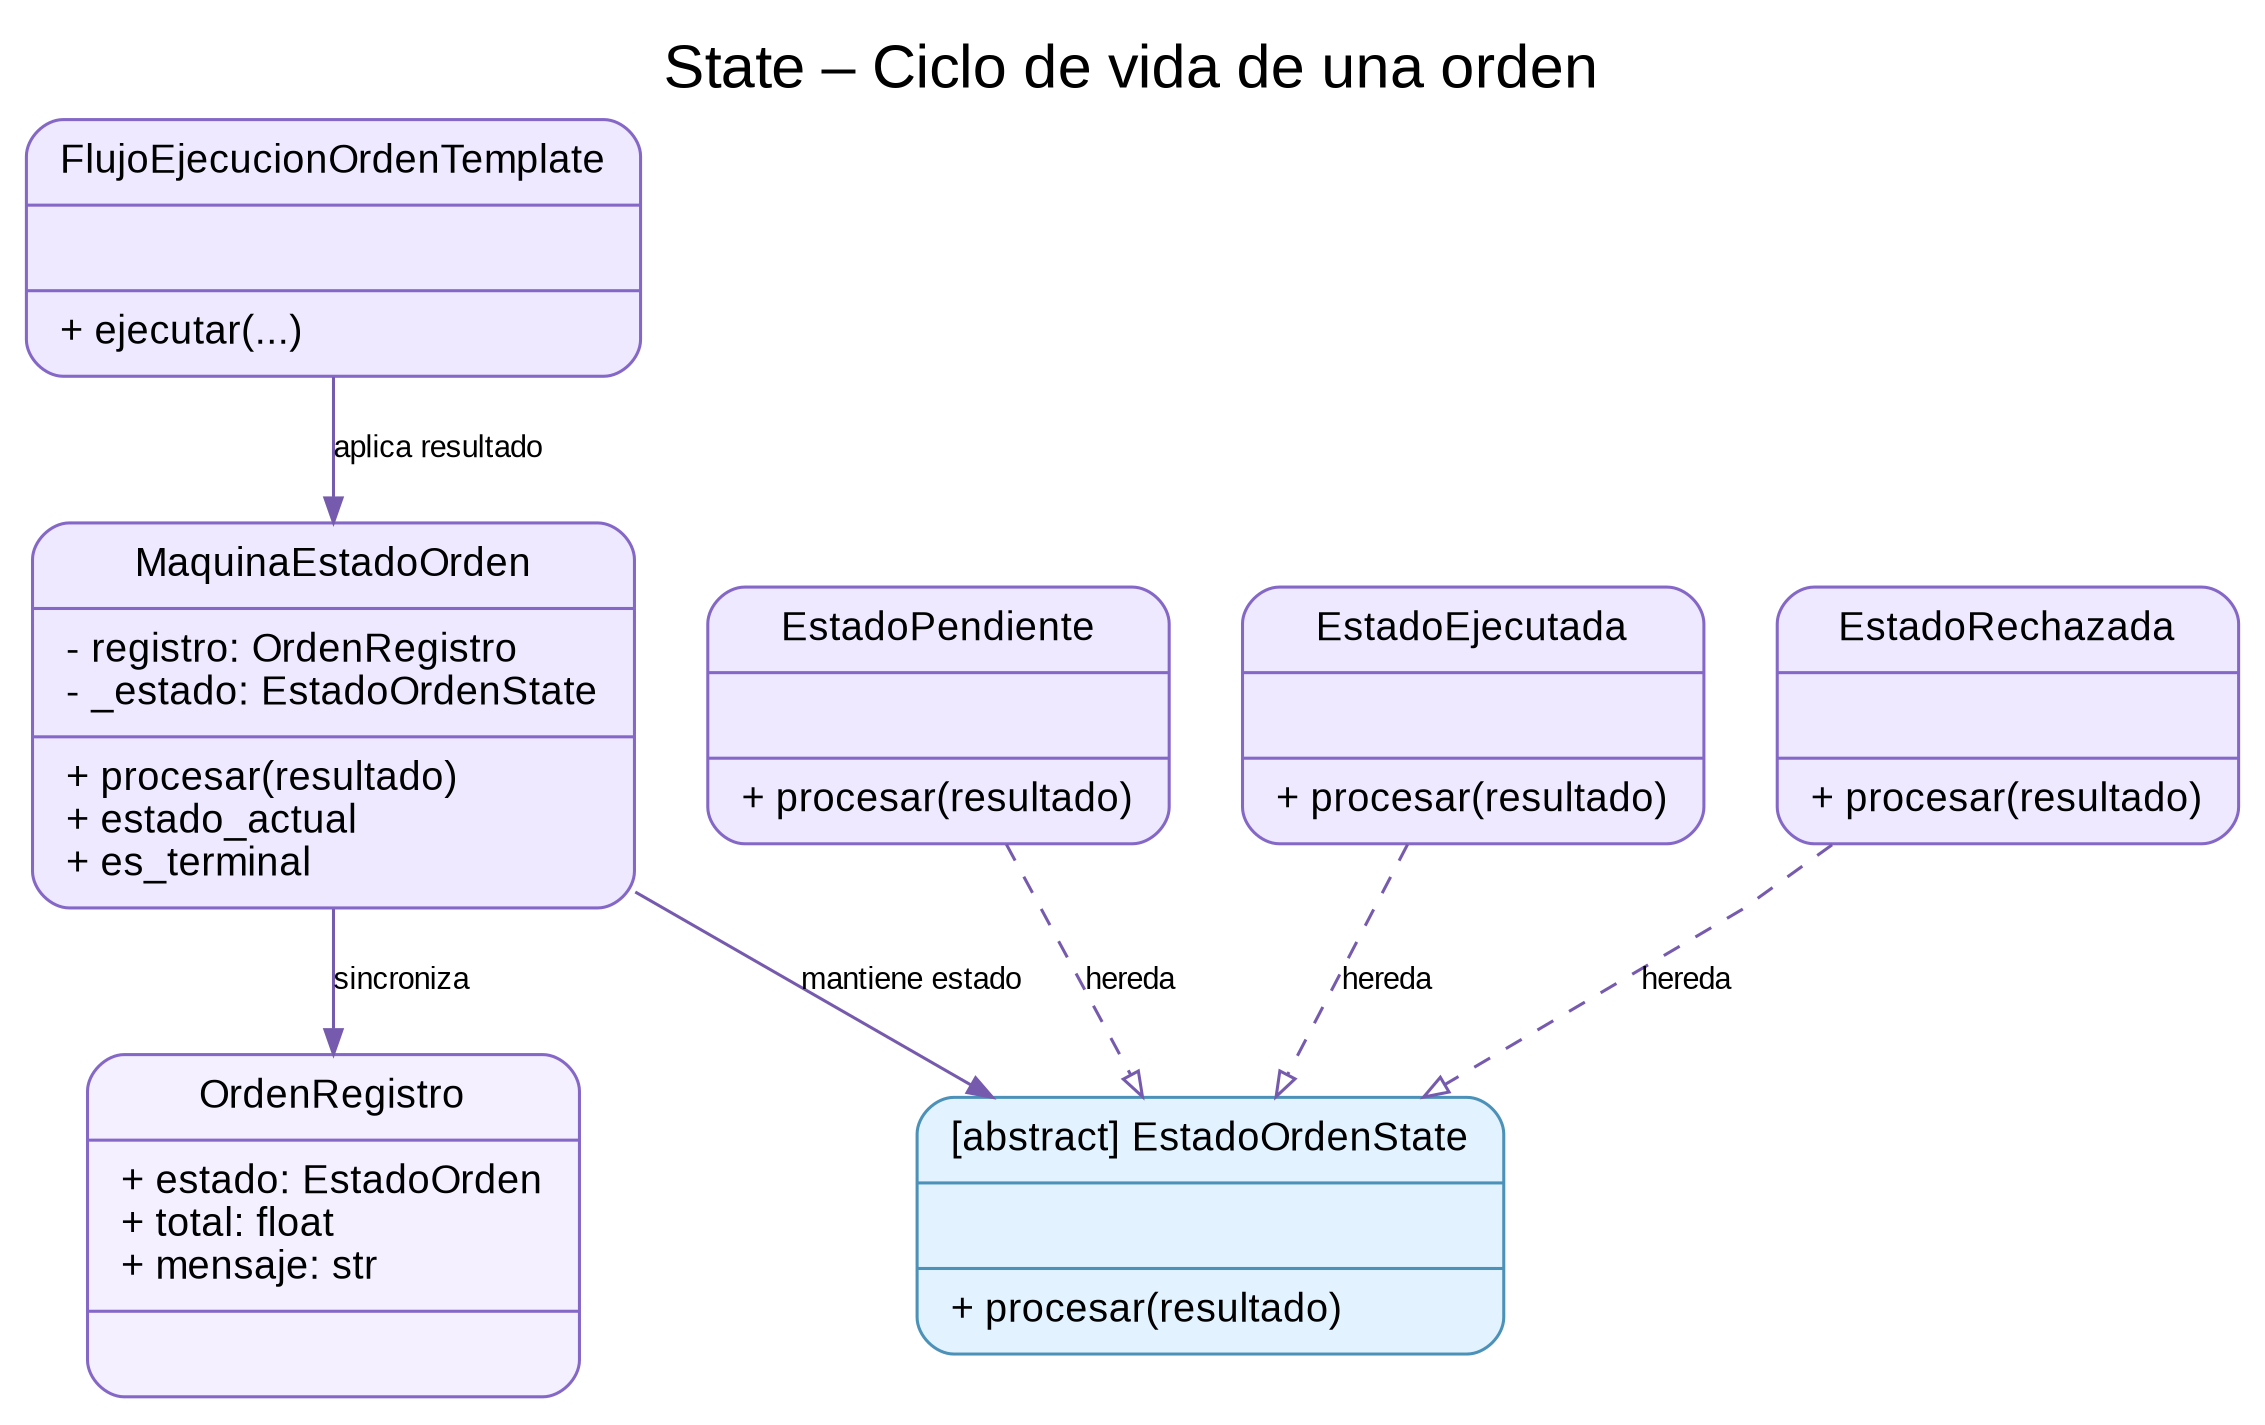 State – Ciclo de vida de una orden
FlujoEjecucionOrdenTemplate
+ ejecutar(...)
aplica resultado
MaquinaEstadoOrden
- registro: OrdenRegistro
- _estado: EstadoOrdenState
+ procesar(resultado)
+ estado_actual
+ es_terminal
EstadoPendiente
+ procesar(resultado)
EstadoEjecutada
+ procesar(resultado)
EstadoRechazada
+ procesar(resultado)
sincroniza
mantiene estado
hereda
hereda
hereda
OrdenRegistro
+ estado: EstadoOrden
+ total: float
+ mensaje: str
[abstract] EstadoOrdenState
+ procesar(resultado)